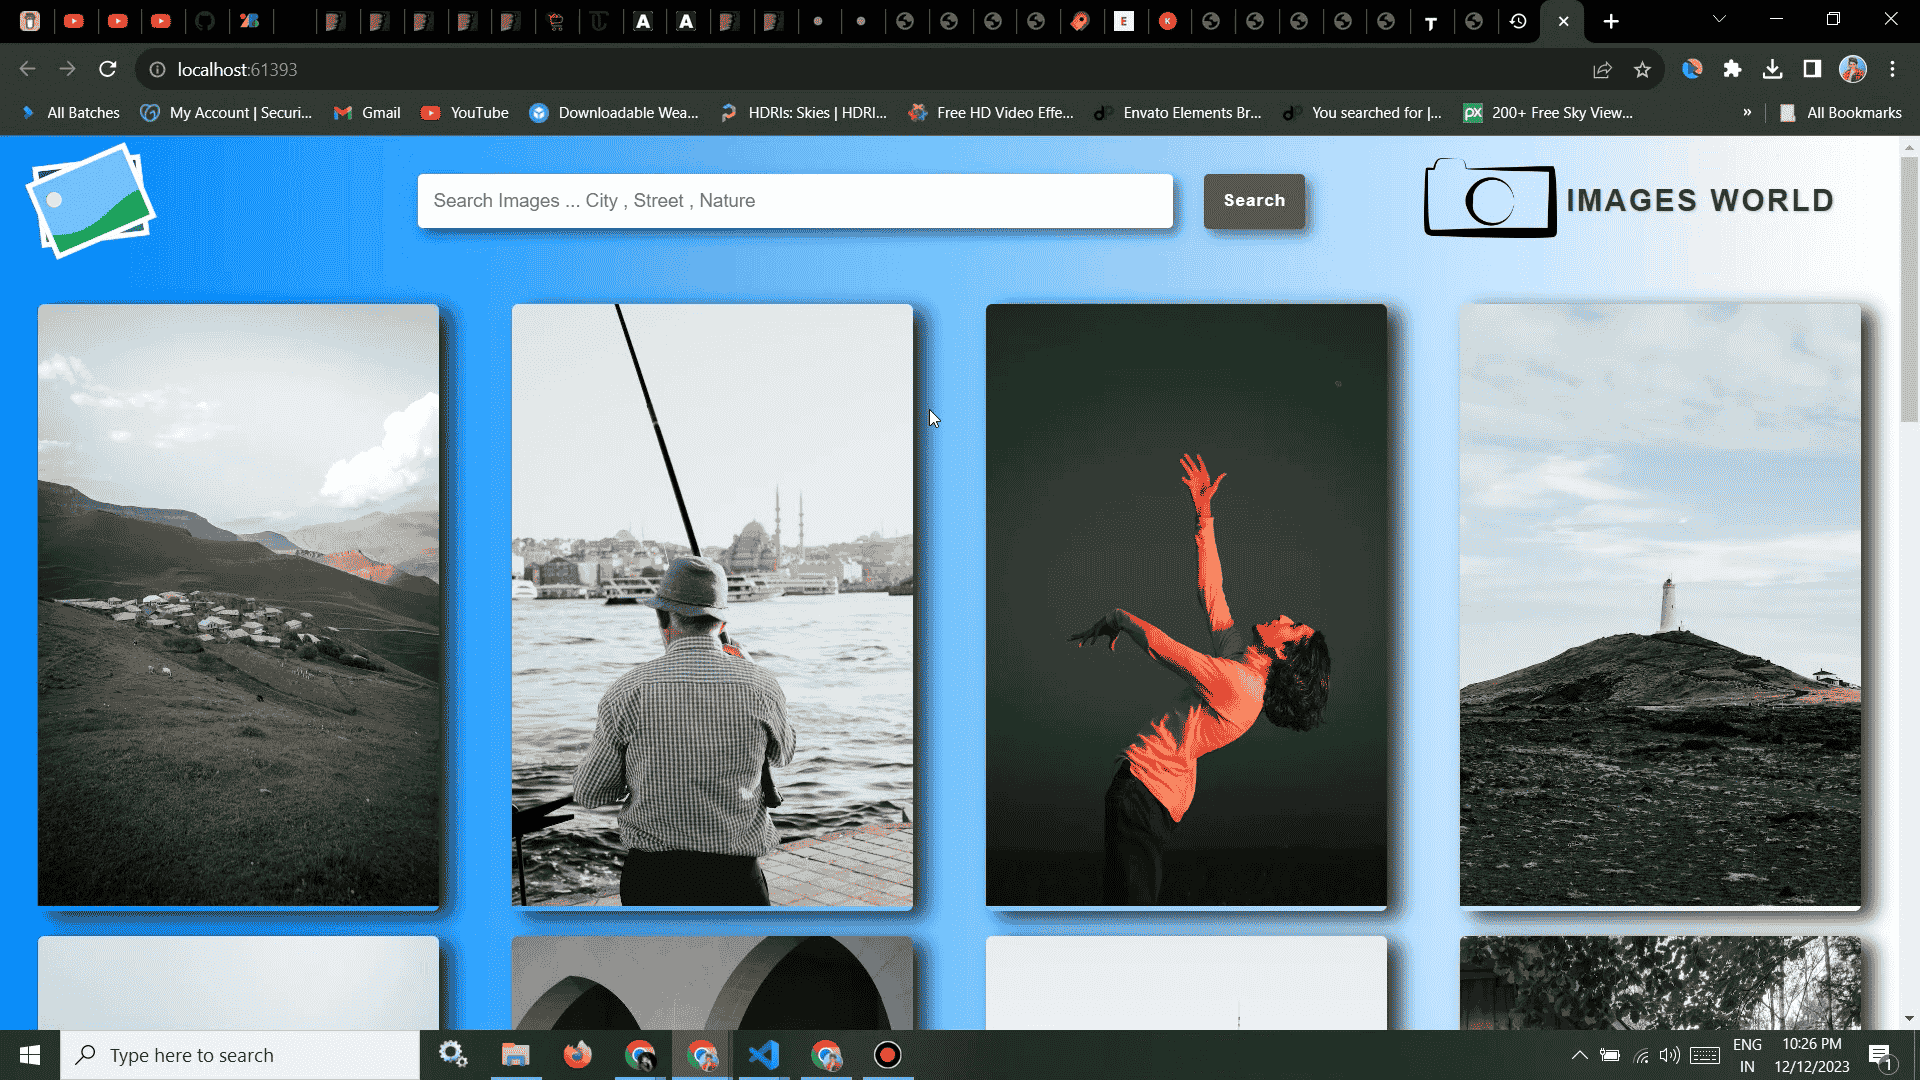 localhost:61393
All Batches
My Account | Securi...
Gmail
YouTube
Downloadable Wea...
HDRIs: Skies | HDRI...
Free HD Video Effe...
Envato Elements Br...
You searched for |...
200+ Free Sky View...
»
All Bookmarks
Search Images ... City , Street , Nature
Search
IMAGES WORLD
Type here to search
ENG
IN
10:26 PM
12/12/2023
1